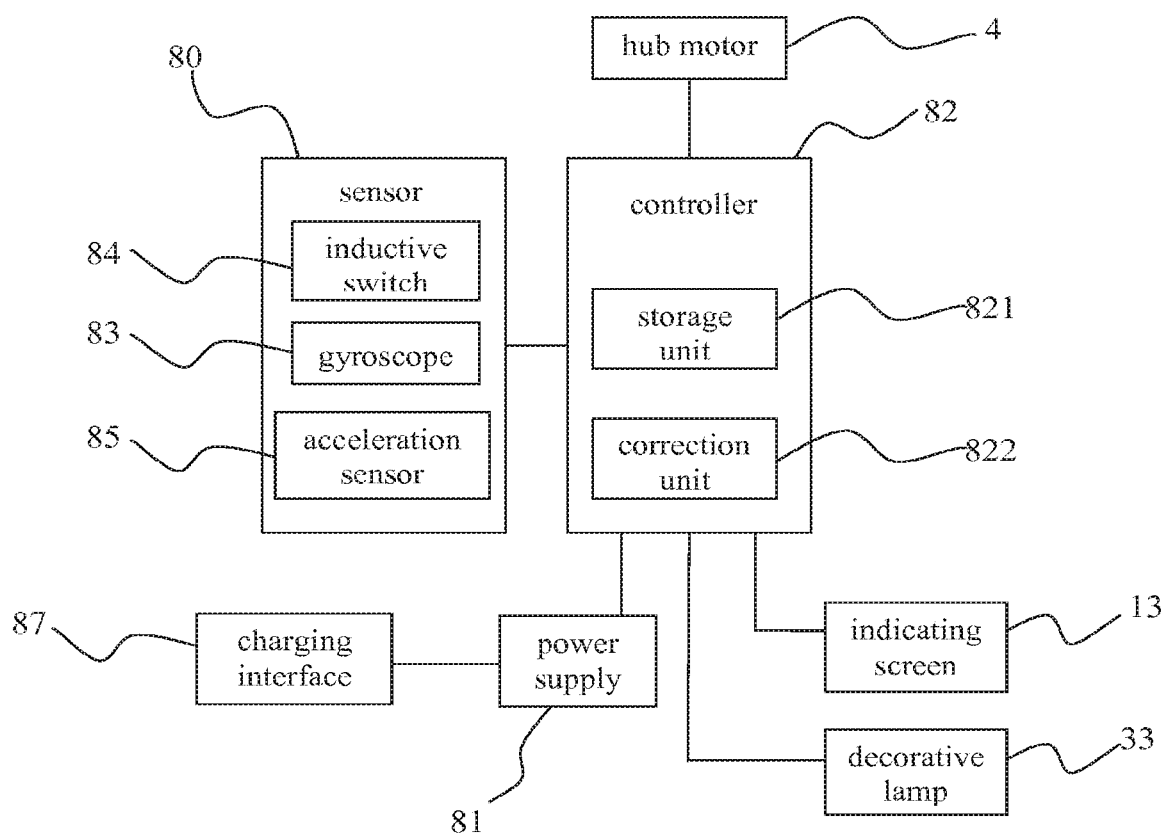 hub motor
4
80
82
sensor
controller
inductive
switch
84
storage
unit
821
gyroscope
83
acceleration
sensor
85
correction
unit
822
charging
interface
87
power
supply
81
indicating
screen
13
decorative
lamp
33